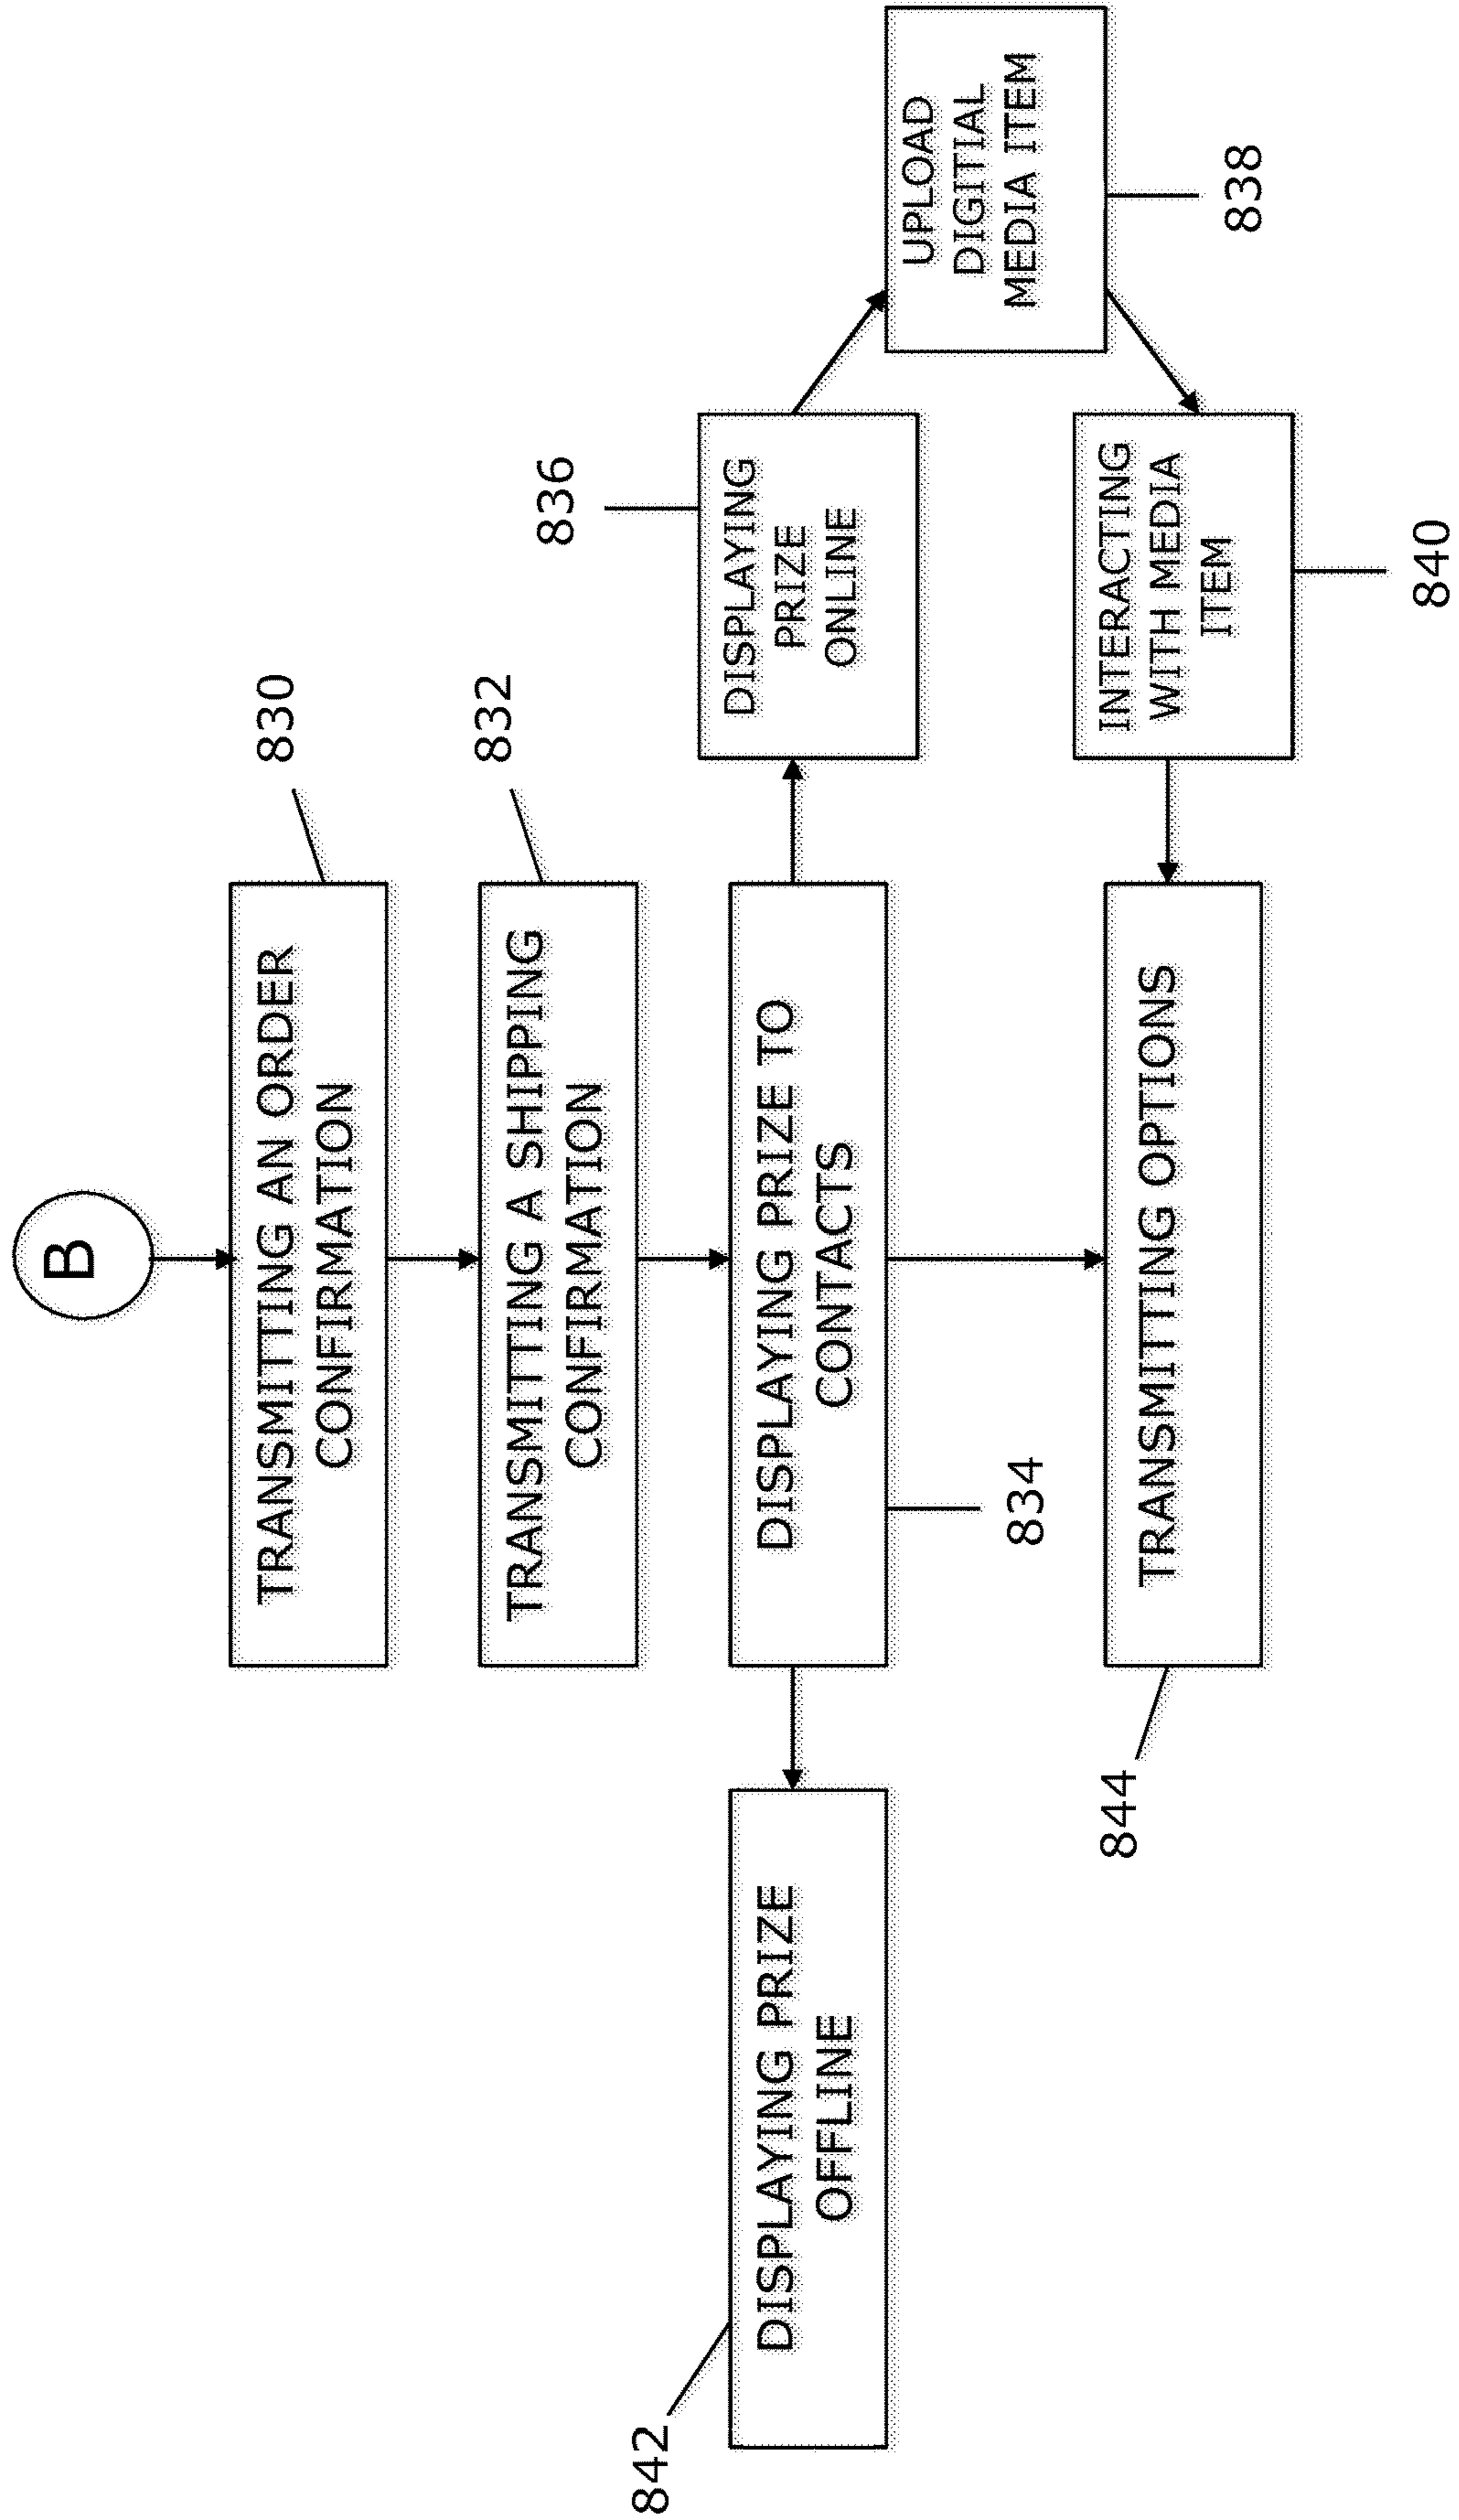 B
TRANSMITTING AN ORDER
CONFIRMATION
830
TRANSMITTING A SHIPPING
CONFIRMATION
832
DISPLAYING PRIZE
OFFLINE
842
DISPLAYING PRIZE TO
CONTACTS
834
DISPLAYING
PRIZE
ONLINE
836
UPLOAD
DIGITIAL
MEDIA ITEM
838
INTERACTING
WITH MEDIA
ITEM
840
TRANSMITTING OPTIONS
844